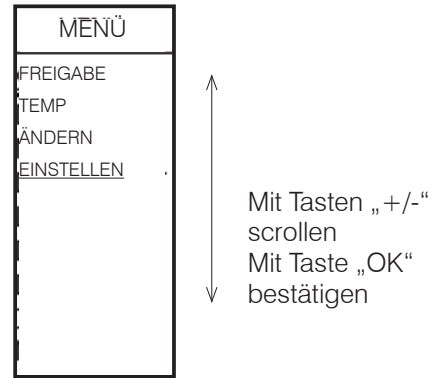 MENÜ
FREIGABE
TEMP
ÄNDERN
EINSTELLEN
Mit Tasten „+/-“
scrollen
Mit Taste „OK“
bestätigen